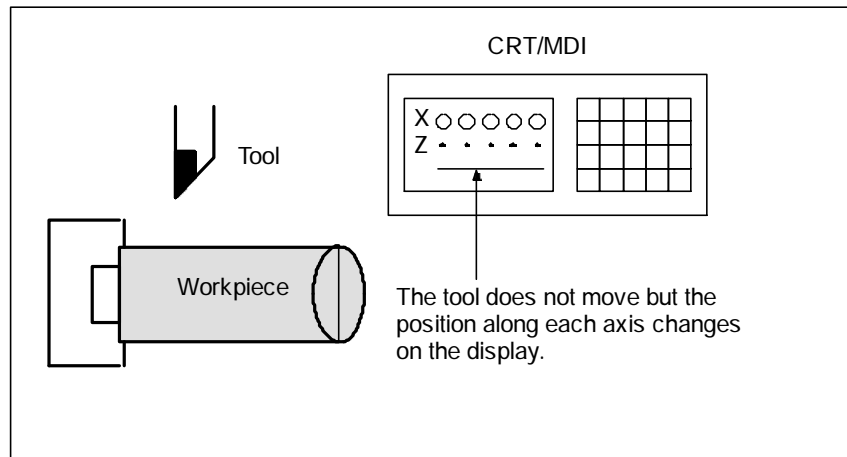 CRT/MDI
X
Z
Tool
Workpiece
The tool does not move but the
position along each axis changes
on the display.